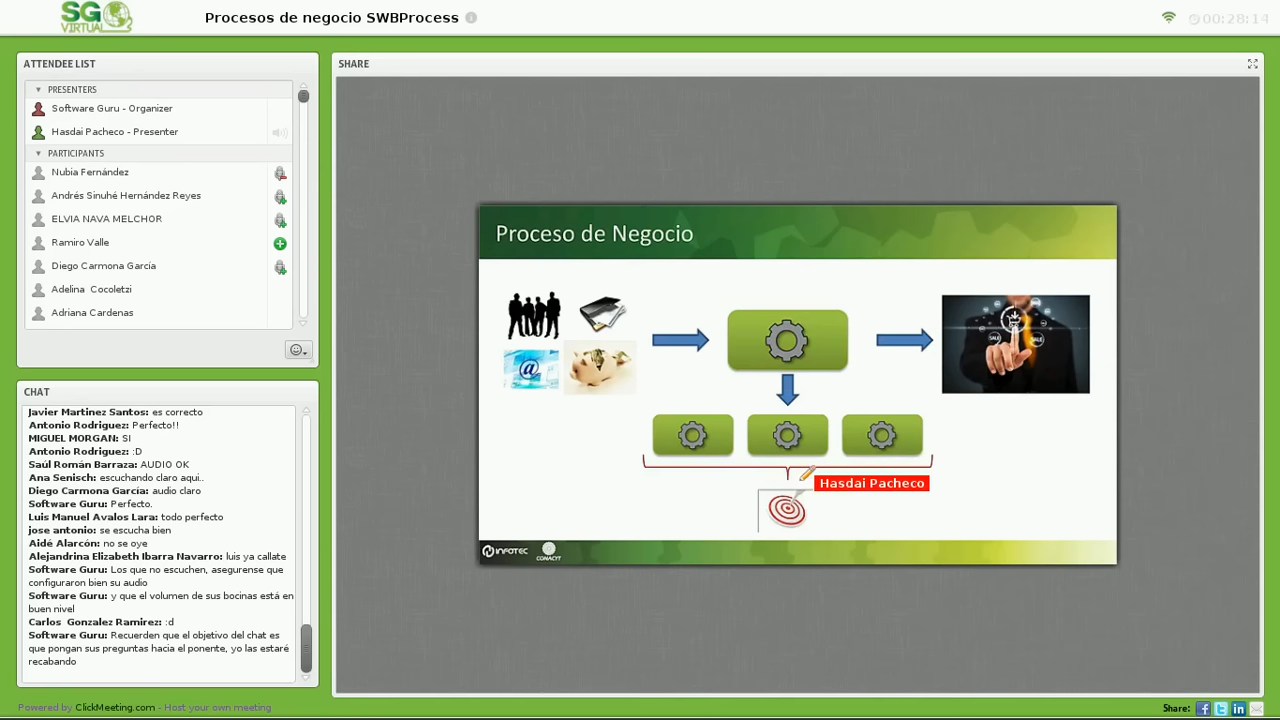 SG
VIRTUAL
Procesos de negocio SWBProcess
00:28:14
ATTENDEE LIST
PRESENTERS
Software Guru - Organizer
Hasdai Pacheco - Presenter
PARTICIPANTS
Nubia Fernández
Andrés Sinuhé Hernández Reyes
ELVIA NAVA MELCHOR
Ramiro Valle
Diego Carmona García
Adelina Cocoletzi
Adriana Cardenas
CHAT
Javier Martinez Santos: es correcto
Antonio Rodriguez: Perfecto!!
MIGUEL MORGAN: SI
Antonio Rodriguez: :D
Saúl Román Barraza: AUDIO OK
Ana Senisch: escuchando claro aqui..
Diego Carmona García: audio claro
Software Guru: Perfecto.
Luis Manuel Avalos Lara: todo perfecto
jose antonio: se escucha bien
Aidé Alarcón: no se oye
Alejandrina Elizabeth Ibarra Navarro: luis ya callate
Software Guru: Los que no escuchen, asegurense que
configuraron bien su audio
Software Guru: y que el volumen de sus bocinas está en
buen nivel
Carlos Gonzalez Ramirez: :d
Software Guru: Recuerden que el objetivo del chat es
que pongan sus preguntas hacia el ponente, yo las estaré
recabando
SHARE
Proceso de Negocio
@
SALE
SALE
Hasdai Pacheco
INFOTEC
CONACYT
Powered by ClickMeeting.com - Host your own meeting
Share: